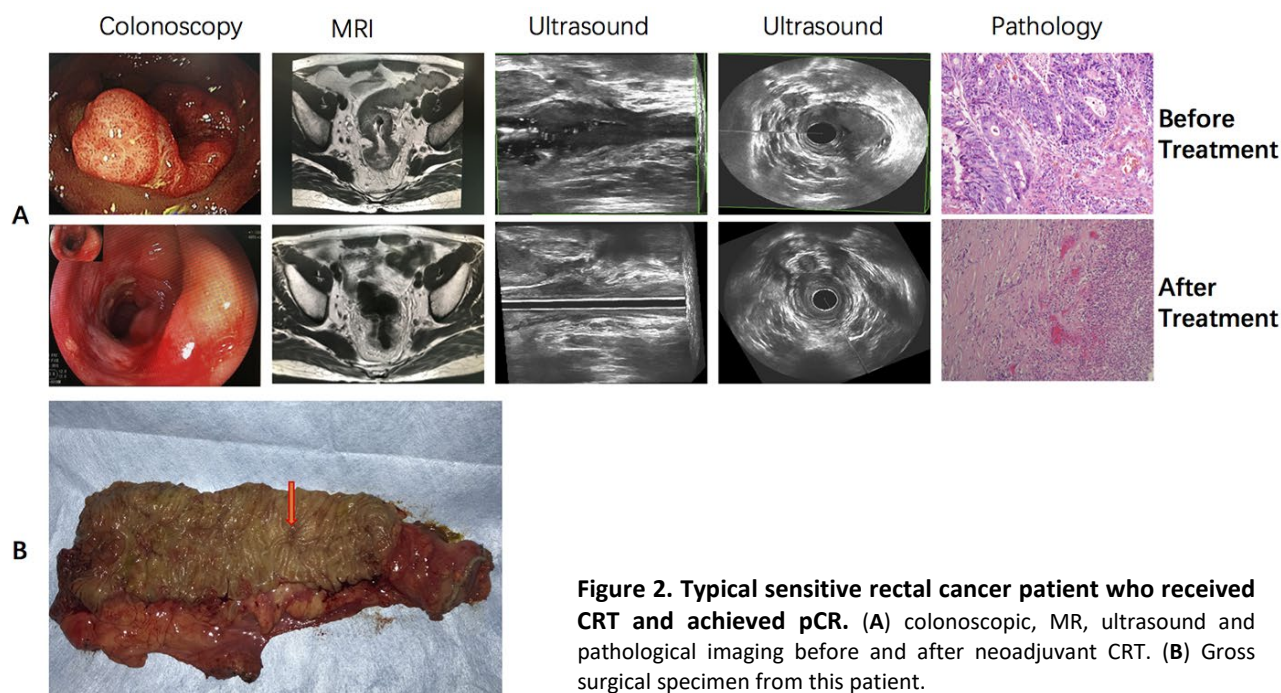 Colonoscopy MRI Ultrasound Ultrasound Pathology
A
Before
Treatment
After
Treatment
B
Figure 2. Typical sensitive rectal cancer patient who received
CRT and achieved pCR. (A) colonoscopic, MR, ultrasound and
pathological imaging before and after neoadjuvant CRT. (B) Gross
surgical specimen from this patient.